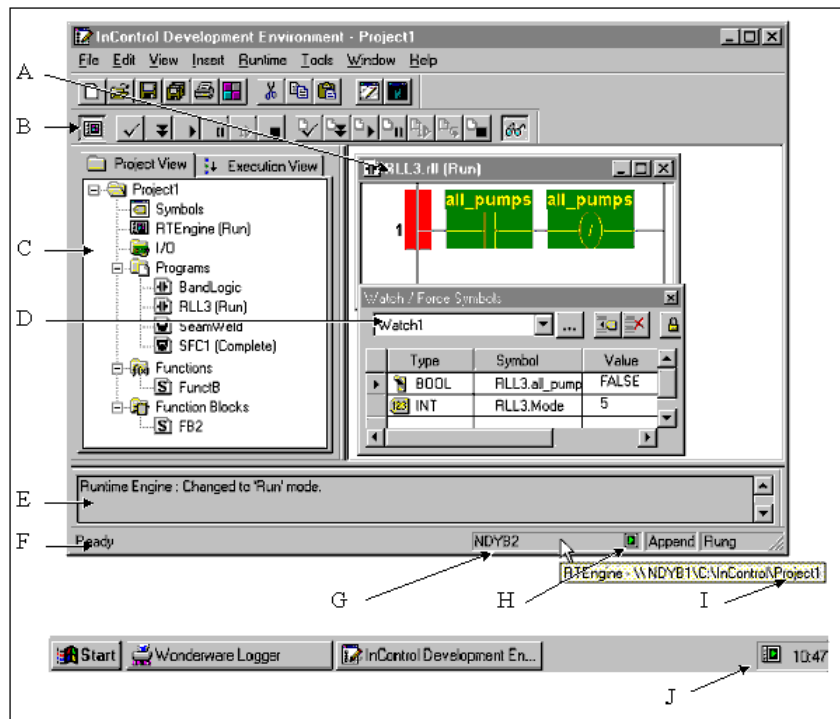 InControl Development Environment - Project1
File Edit View Insert Runtime Tools Window Help
A
B
Project View Execution View
RLL3.rll (Run)
Project1
Symbols
RTEngine (Run)
I/O
Programs
BandLogic
RLL3 (Run)
SeamWeld
SFC1 (Complete)
Functions
FunctB
Function Blocks
FB2
C
all_pumps all_pumps
1
D
Watch / Force Symbols
Watch1
...
Type Symbol Value
BOOL RLL3.all_pump FALSE
123 INT RLL3.Mode 5
E
Runtime Engine : Changed to 'Run' mode.
F
Ready NDYB2 Append Rung
RTEngine - \\NDYB1\C:\InControl\Project1
G H I
Start Wonderware Logger InControl Development En... 10:47
J